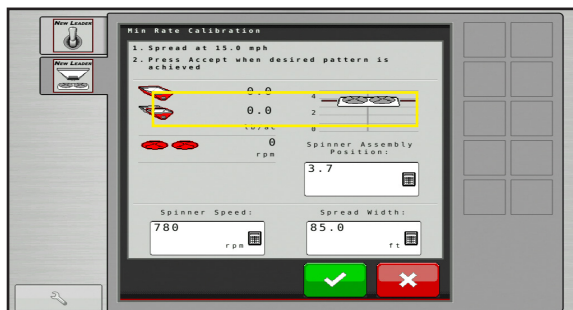 NEW LEADER
NEW LEADER
Min Rate Calibration
1. Spread at 15.0 mph
2. Press Accept when desired pattern is
achieved
0.0
0.0
lb/ac
4
2
0
0
rpm
Spinner Assembly
Position:
3.7
Spinner Speed:
780
rpm
Spread Width:
85.0
ft